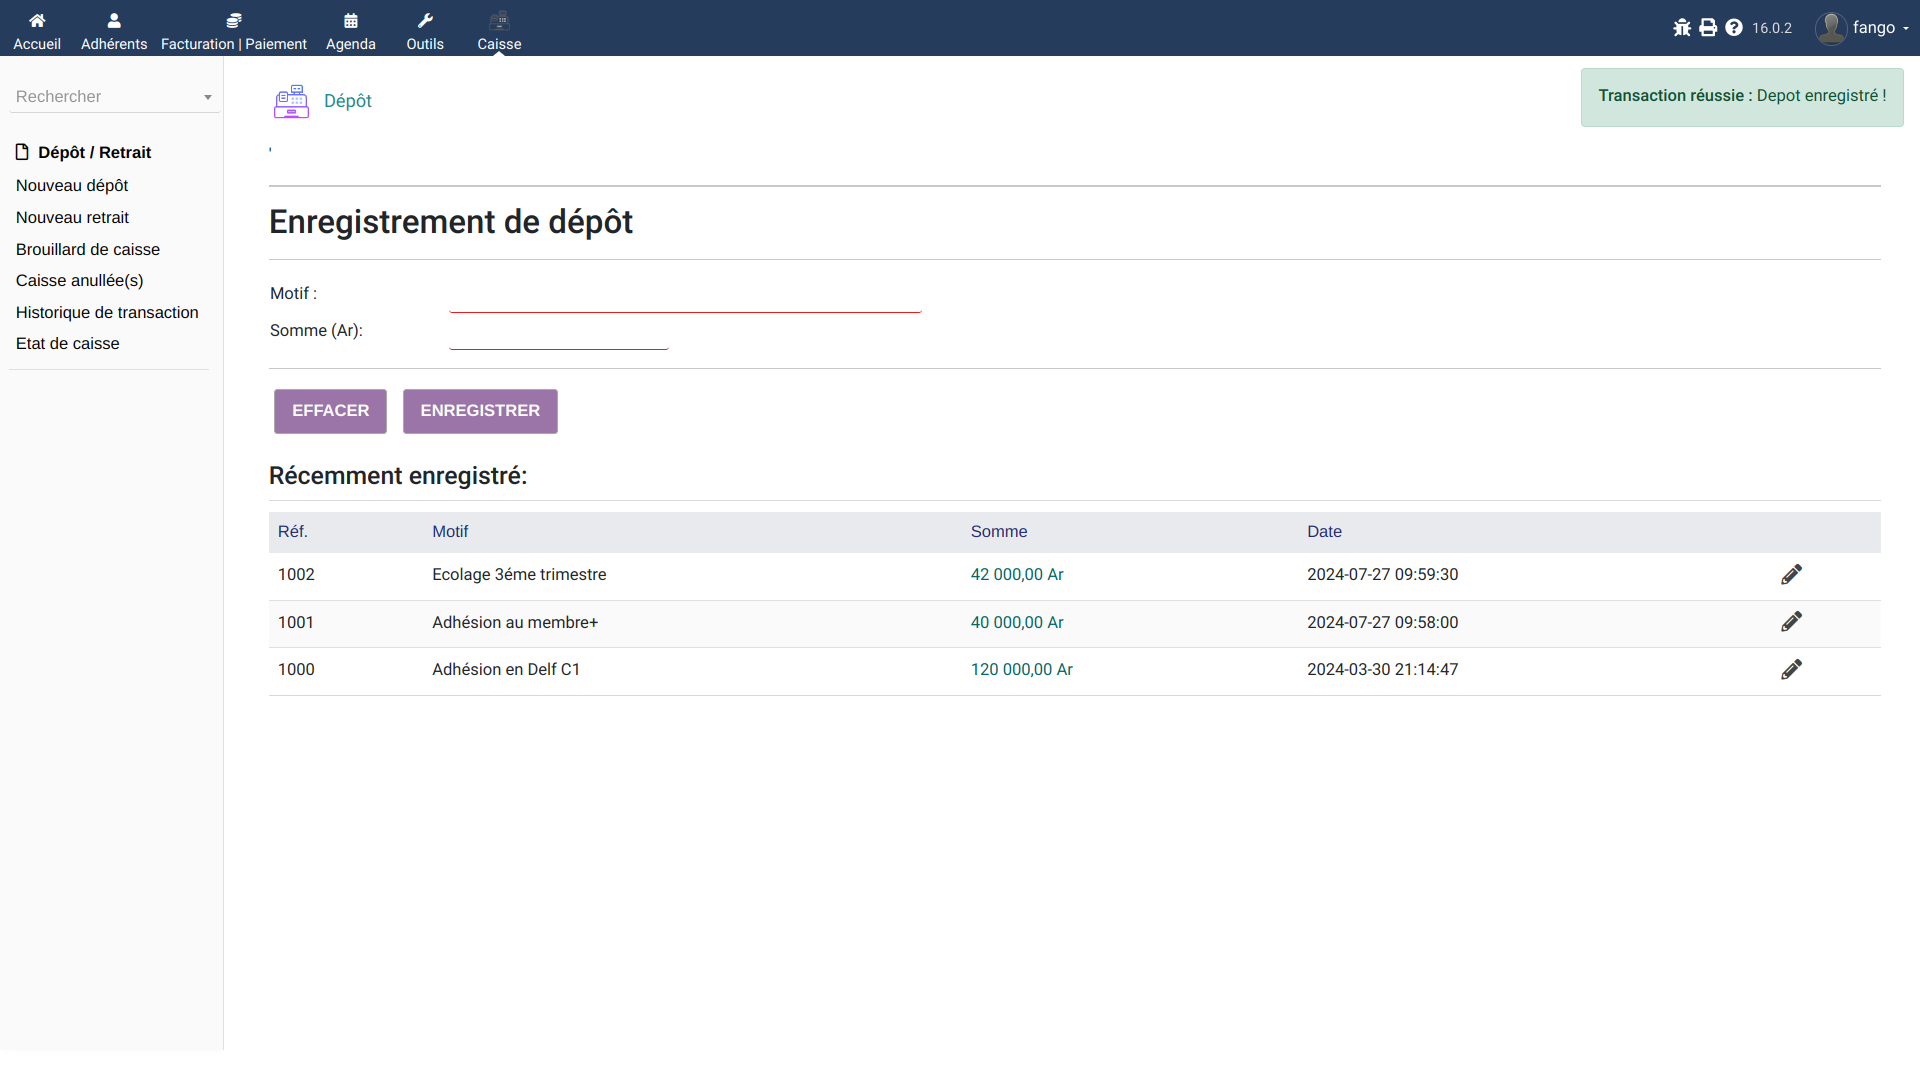 Accueil Adhérents Facturation | Paiement Agenda Outils Caisse 16.0.2 fango
Rechercher
Dépôt / Retrait
Nouveau dépôt
Nouveau retrait
Brouillard de caisse
Caisse anullée(s)
Historique de transaction
Etat de caisse
Dépôt
Transaction réussie : Depot enregistré !
'
Enregistrement de dépôt
Motif :
Somme (Ar):
EFFACER ENREGISTRER
Récemment enregistré:
Réf. Motif Somme Date
1002 Ecolage 3éme trimestre 42 000,00 Ar 2024-07-27 09:59:30
1001 Adhésion au membre+ 40 000,00 Ar 2024-07-27 09:58:00
1000 Adhésion en Delf C1 120 000,00 Ar 2024-03-30 21:14:47